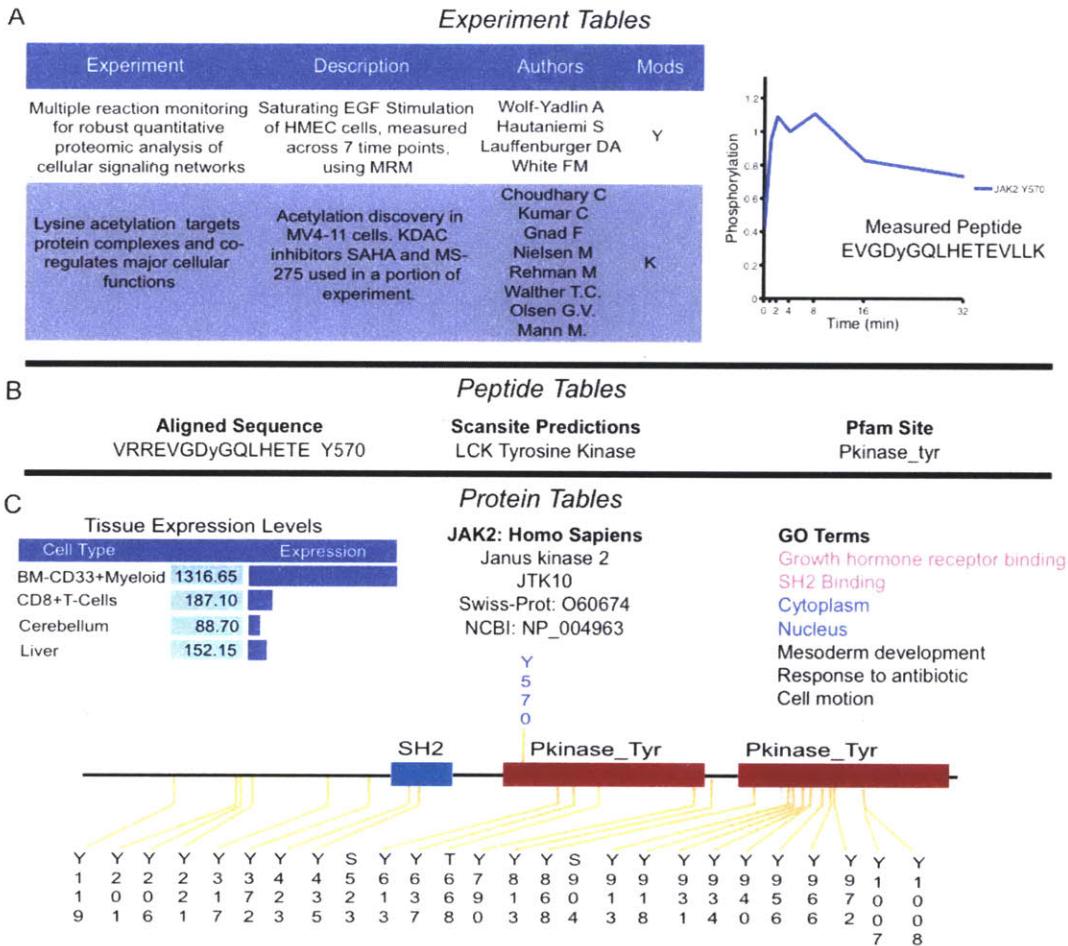 A
Experiment Tables
Experiment Description Authors Mods
Multiple reaction monitoring
for robust quantitative
proteomic analysis of
cellular signaling networks
Saturating EGF Stimulation
of HMEC cells, measured
across 7 time points,
using MRM
Wolf-Yadlin A
Hautaniemi S
Lauffenburger DA
White FM
Y
Lysine acetylation targets
protein complexes and co-
regulates major cellular
functions
Acetylation discovery in
MV4-11 cells. KDAC
inhibitors SAHA and MS-
275 used in a portion of
experiment.
Choudhary C
Kumar C
Gnad F
Nielsen M
Rehman M
Walther T.C.
Olsen G.V.
Mann M.
K
Phosphorylation
1.2
1
0.8
0.6
0.4
0.2
0
0 2 4 8 16 32
Time (min)
JAK2 Y570
Measured Peptide
EVGDyGQLHETEVLLK
B
Peptide Tables
Aligned Sequence
VRREVGDyGQLHETE Y570
Scansite Predictions
LCK Tyrosine Kinase
Pfam Site
Pkinase_tyr
C
Protein Tables
Tissue Expression Levels
Cell Type Expression
BM-CD33+Myeloid 1316.65
CD8+T-Cells 187.10
Cerebellum 88.70
Liver 152.15
JAK2: Homo Sapiens
Janus kinase 2
JTK10
Swiss-Prot: O60674
NCBI: NP_004963
GO Terms
Growth hormone receptor binding
SH2 Binding
Cytoplasm
Nucleus
Mesoderm development
Response to antibiotic
Cell motion
Y570
SH2 Pkinase_Tyr Pkinase_Tyr
Y119
Y201
Y206
Y221
Y317
Y372
Y423
Y435
S523
Y613
Y637
T668
Y790
Y813
Y868
S904
Y913
Y918
Y931
Y934
Y940
Y956
Y966
Y972
Y1007
Y1008